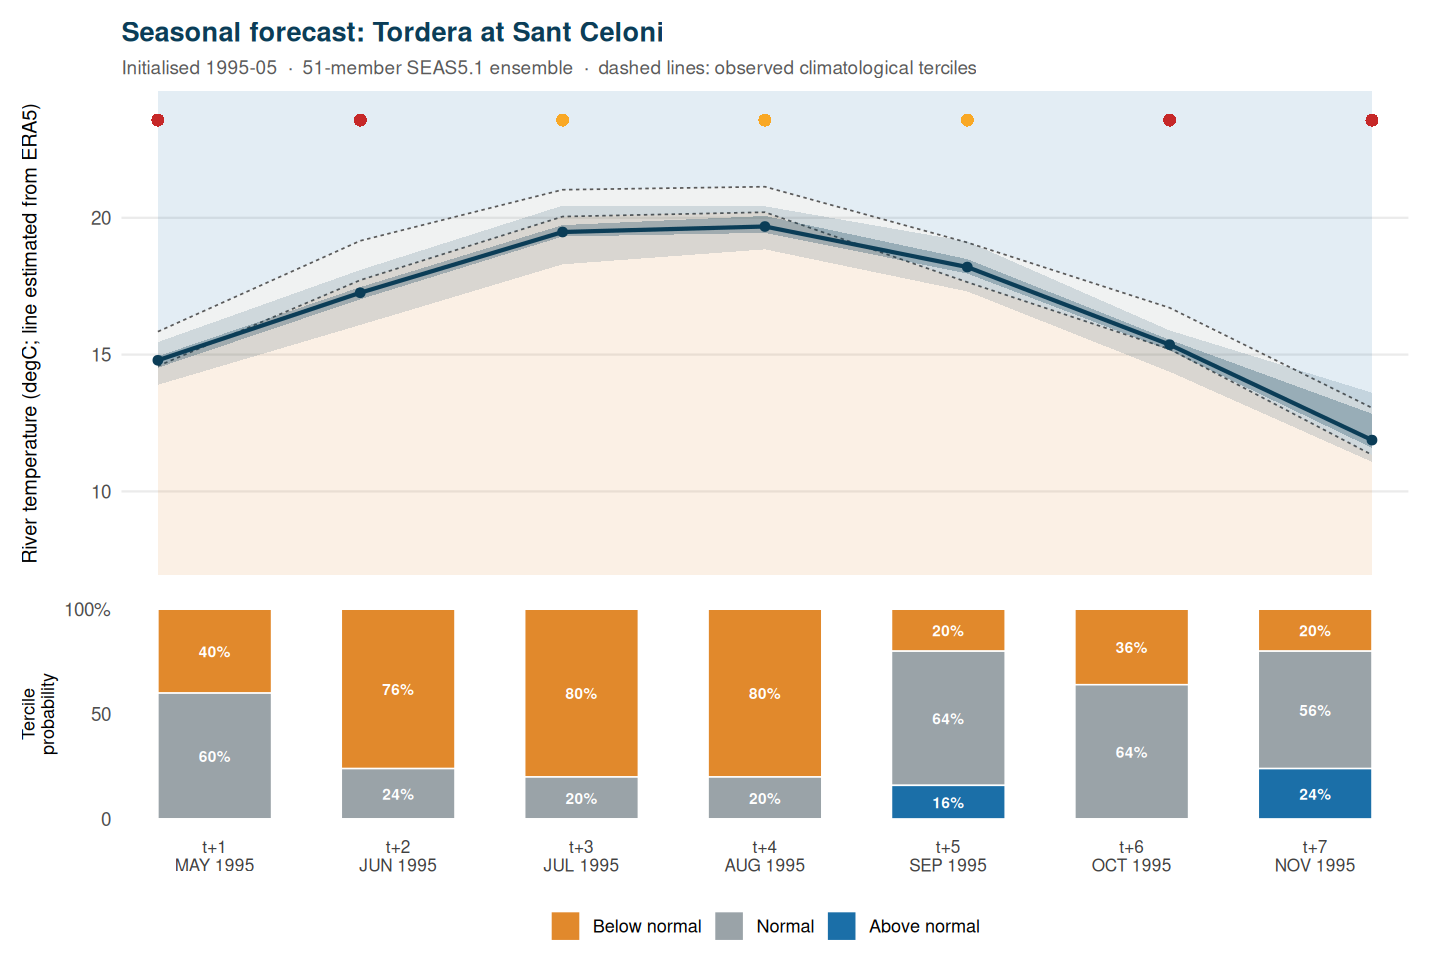 Seasonal forecast: Tordera at Sant Celoni
Initialised 1995-05 · 51-member SEAS5.1 ensemble · dashed lines: observed climatological terciles
River temperature (degC; line estimated from ERA5)
20
15
10
Tercile
probability
100%
50
0
40%
60%
76%
24%
80%
20%
80%
20%
20%
64%
16%
36%
64%
20%
56%
24%
t+1
MAY 1995
t+2
JUN 1995
t+3
JUL 1995
t+4
AUG 1995
t+5
SEP 1995
t+6
OCT 1995
t+7
NOV 1995
Below normal
Normal
Above normal